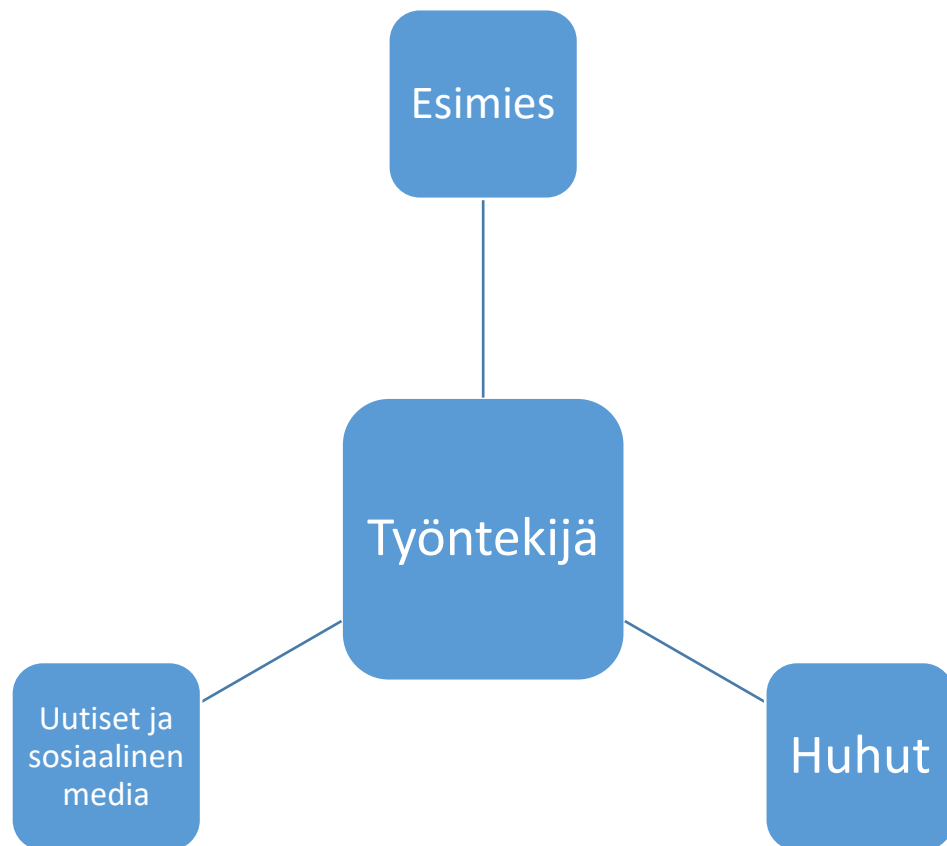 Esimies
Työntekijä
Uutiset ja
sosiaalinen
media
Huhut